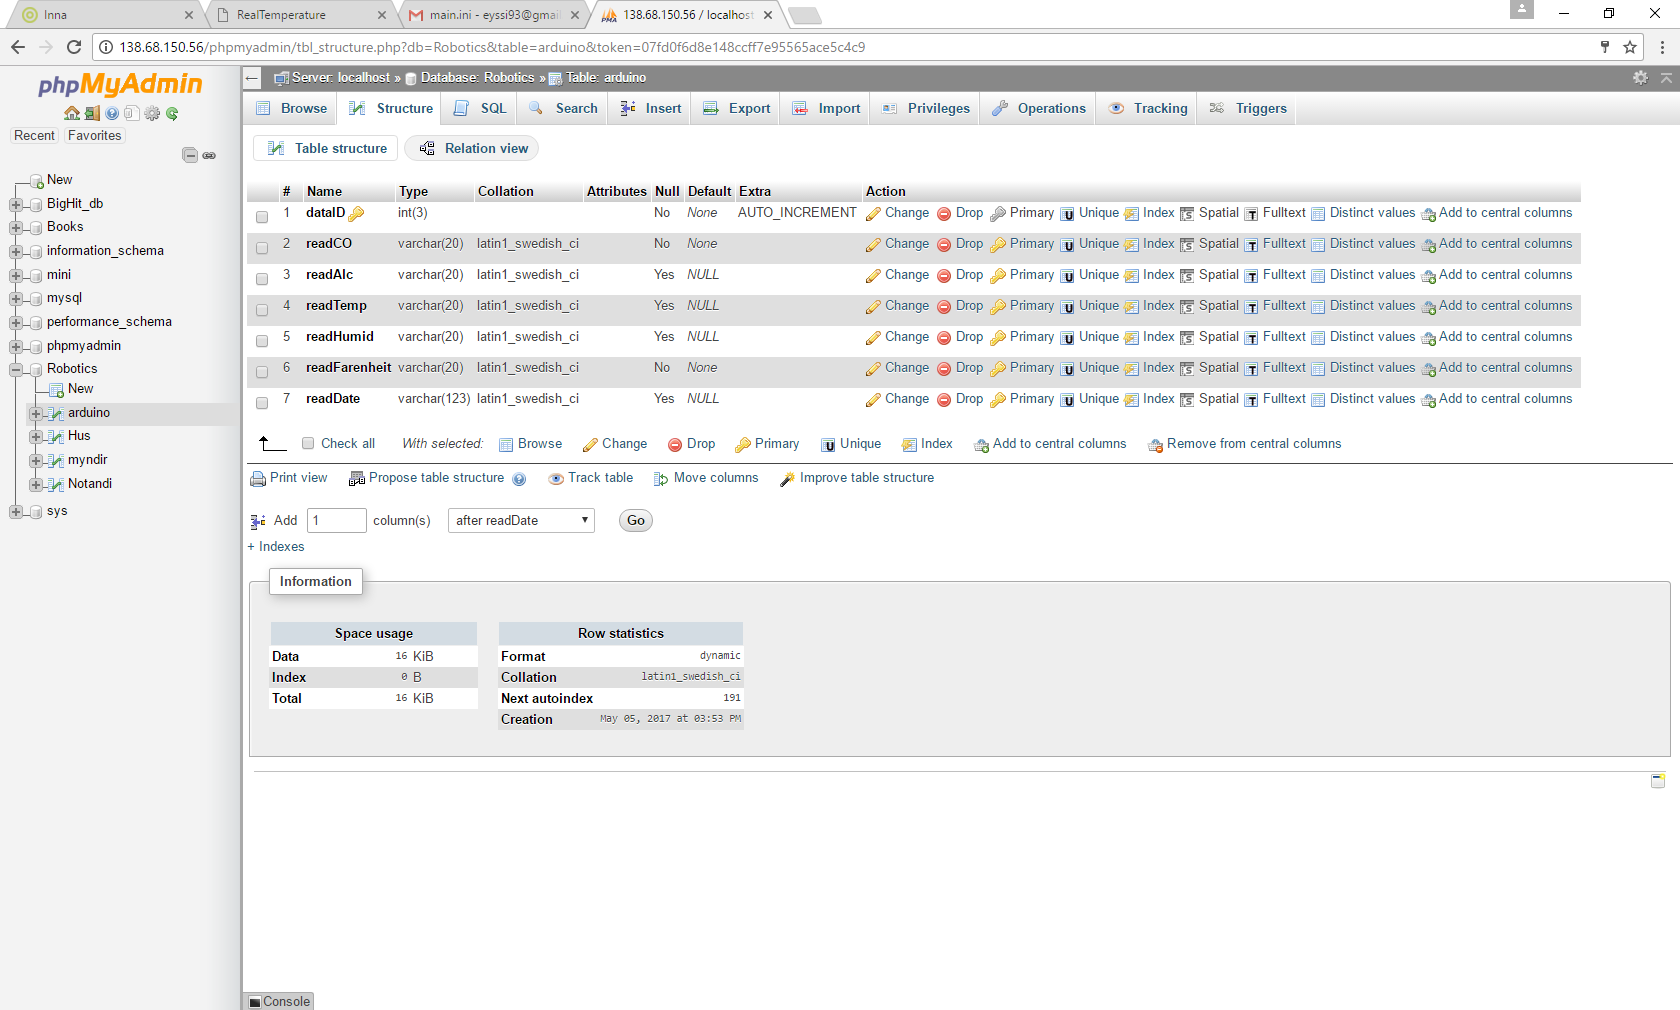 Inna
RealTemperature
main.ini - eyssi93@gmai
138.68.150.56 / localhos
138.68.150.56/phpmyadmin/tbl_structure.php?db=Robotics&table=arduino&token=07fd0f6d8e148ccff7e95565ace5c4c9
phpMyAdmin
Recent Favorites
New
BigHit_db
Books
information_schema
mini
mysql
performance_schema
phpmyadmin
Robotics
New
arduino
Hus
myndir
Notandi
sys
Server: localhost » Database: Robotics » Table: arduino
Browse Structure SQL Search Insert Export Import Privileges Operations Tracking Triggers
Table structure Relation view
# Name Type Collation Attributes Null Default Extra Action
1 dataID int(3) No None AUTO_INCREMENT Change Drop Primary Unique Index Spatial Fulltext Distinct values Add to central columns
2 readCO varchar(20) latin1_swedish_ci No None Change Drop Primary Unique Index Spatial Fulltext Distinct values Add to central columns
3 readAlc varchar(20) latin1_swedish_ci Yes NULL Change Drop Primary Unique Index Spatial Fulltext Distinct values Add to central columns
4 readTemp varchar(20) latin1_swedish_ci Yes NULL Change Drop Primary Unique Index Spatial Fulltext Distinct values Add to central columns
5 readHumid varchar(20) latin1_swedish_ci Yes NULL Change Drop Primary Unique Index Spatial Fulltext Distinct values Add to central columns
6 readFarenheit varchar(20) latin1_swedish_ci No None Change Drop Primary Unique Index Spatial Fulltext Distinct values Add to central columns
7 readDate varchar(123) latin1_swedish_ci Yes NULL Change Drop Primary Unique Index Spatial Fulltext Distinct values Add to central columns
Check all With selected: Browse Change Drop Primary Unique Index Add to central columns Remove from central columns
Print view Propose table structure Track table Move columns Improve table structure
Add 1 column(s) after readDate Go
+ Indexes
Information
Space usage
Data 16 KiB
Index 0 B
Total 16 KiB
Row statistics
Format dynamic
Collation latin1_swedish_ci
Next autoindex 191
Creation May 05, 2017 at 03:53 PM
Console